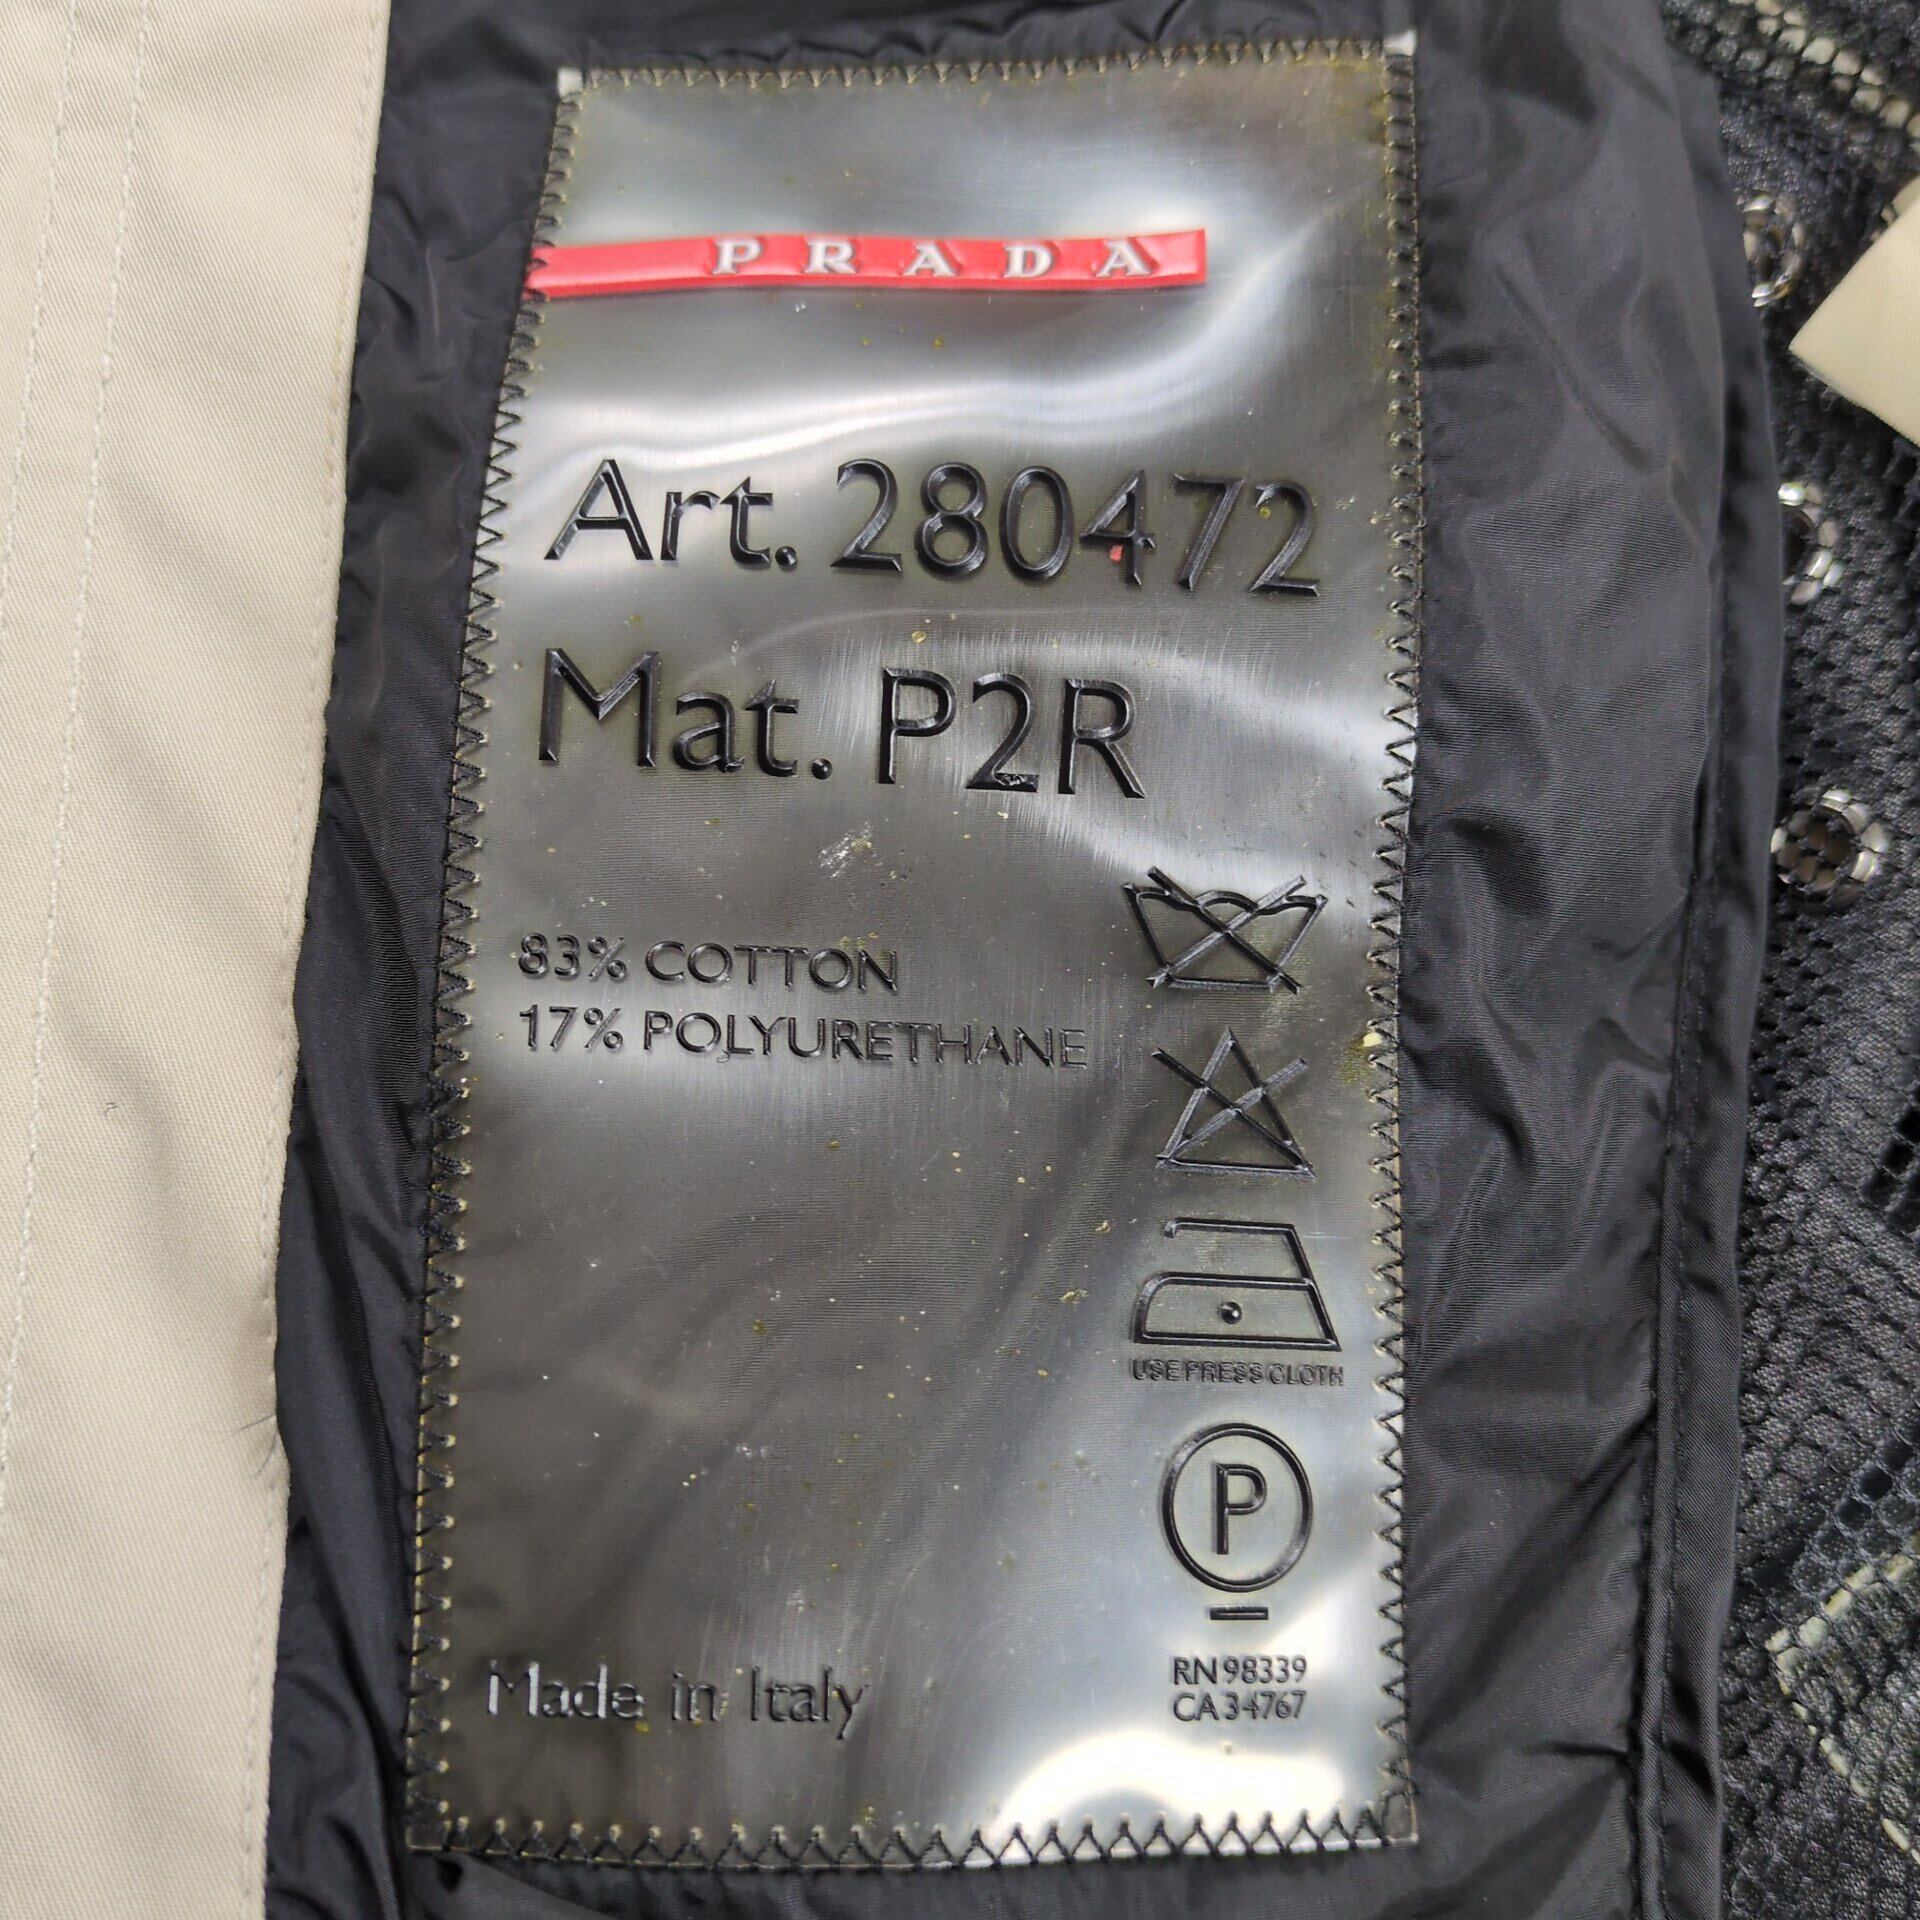 PRADA
Art. 280472
Mat. P2R
83% COTTON
17% POLYURETHANE
USE PRESS CLOTH
P
Made in Italy
RN 98339
CA 34767